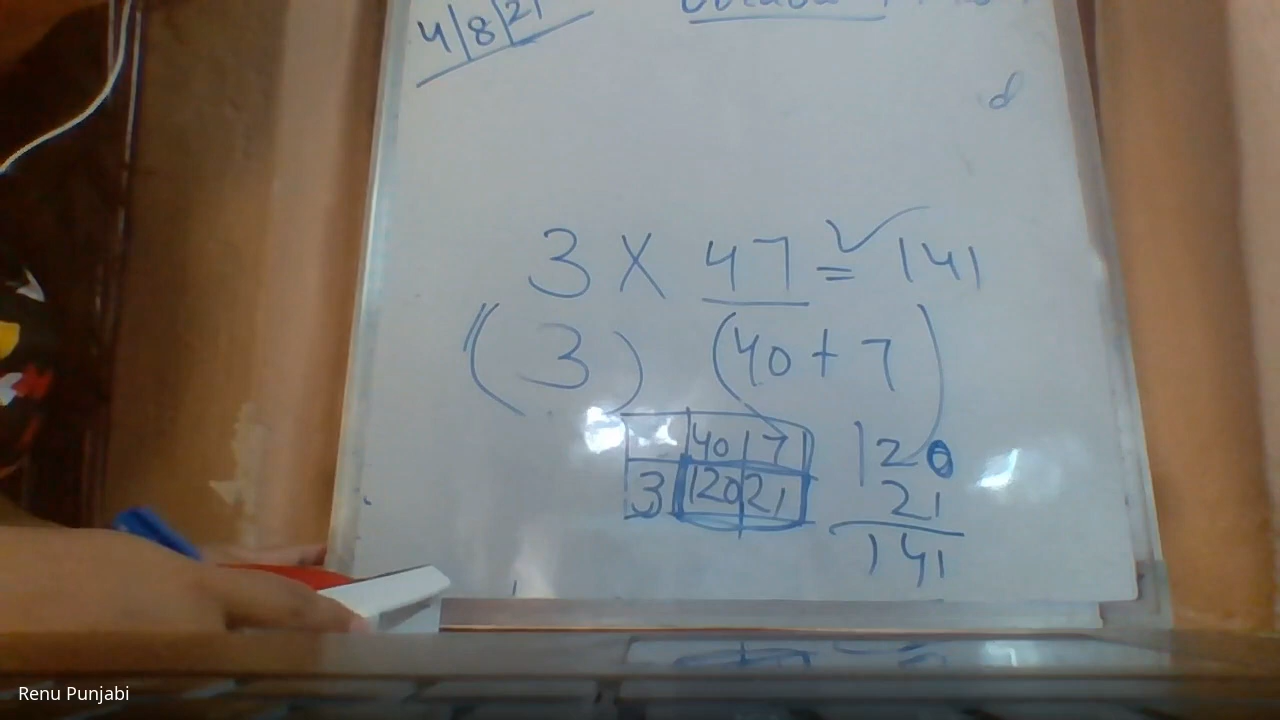 4/8/21
d
3 X 47 = 141
(3) (40 + 7)
40 7
3 120 21
120
21
141
Renu Punjabi